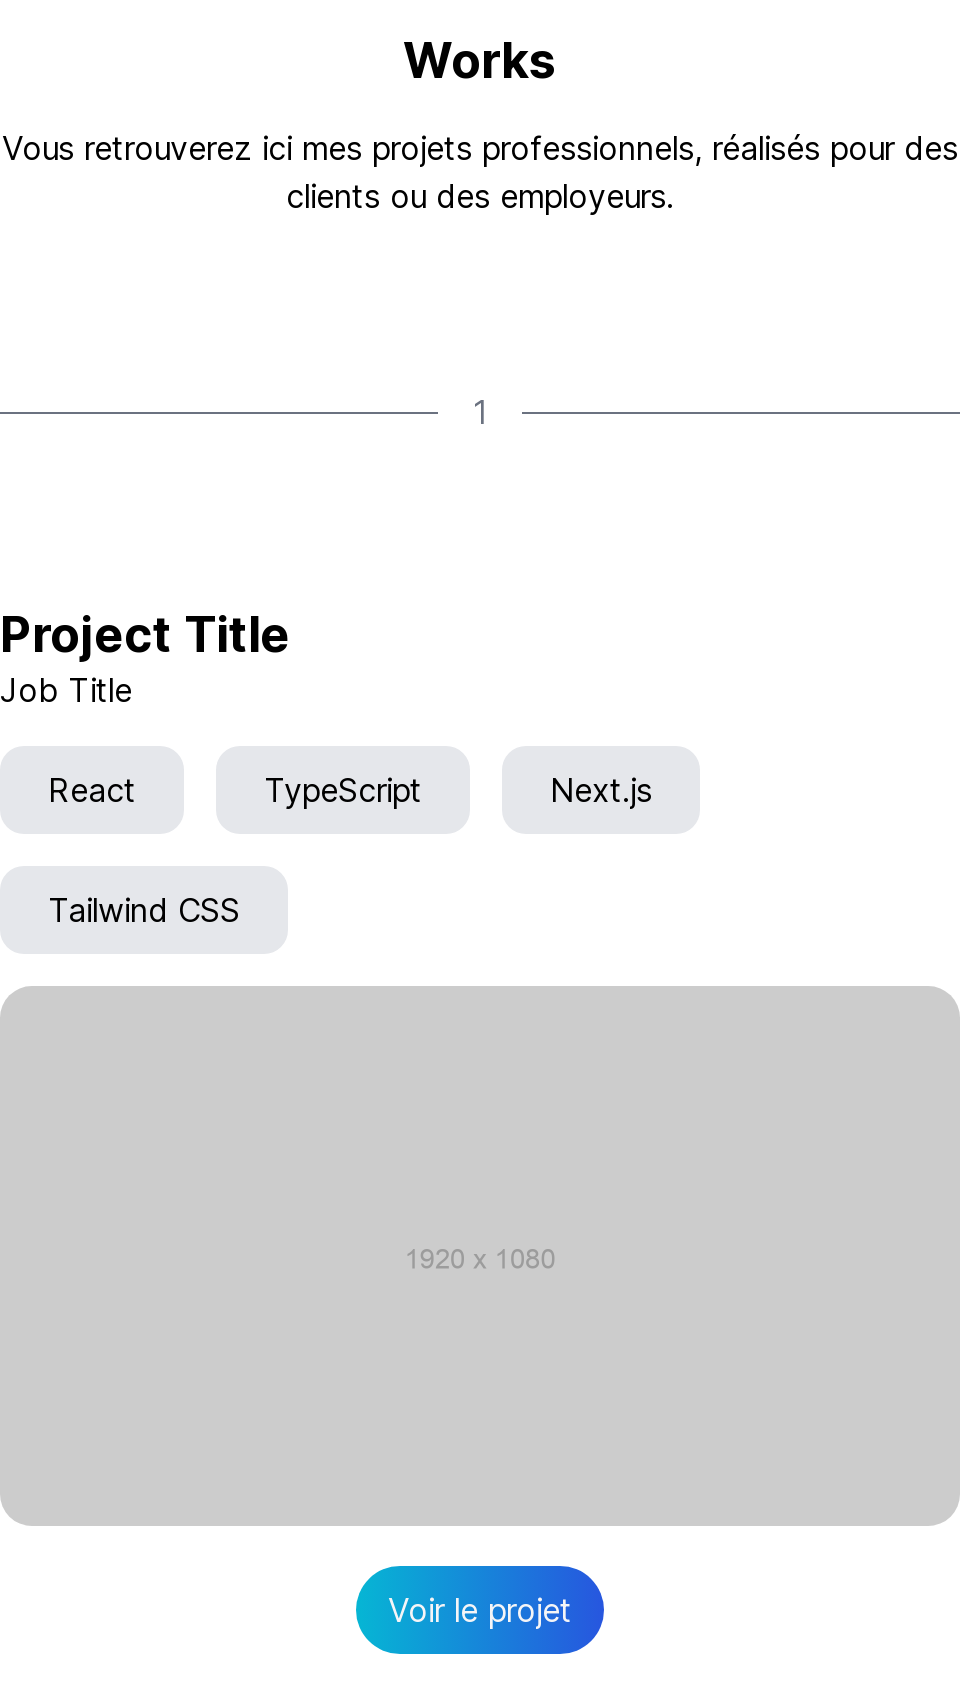 Works
Vous retrouverez ici mes projets professionnels, réalisés pour des
clients ou des employeurs.
1
Project Title
Job Title
React TypeScript Next.js
Tailwind CSS
1920 x 1080
Voir le projet